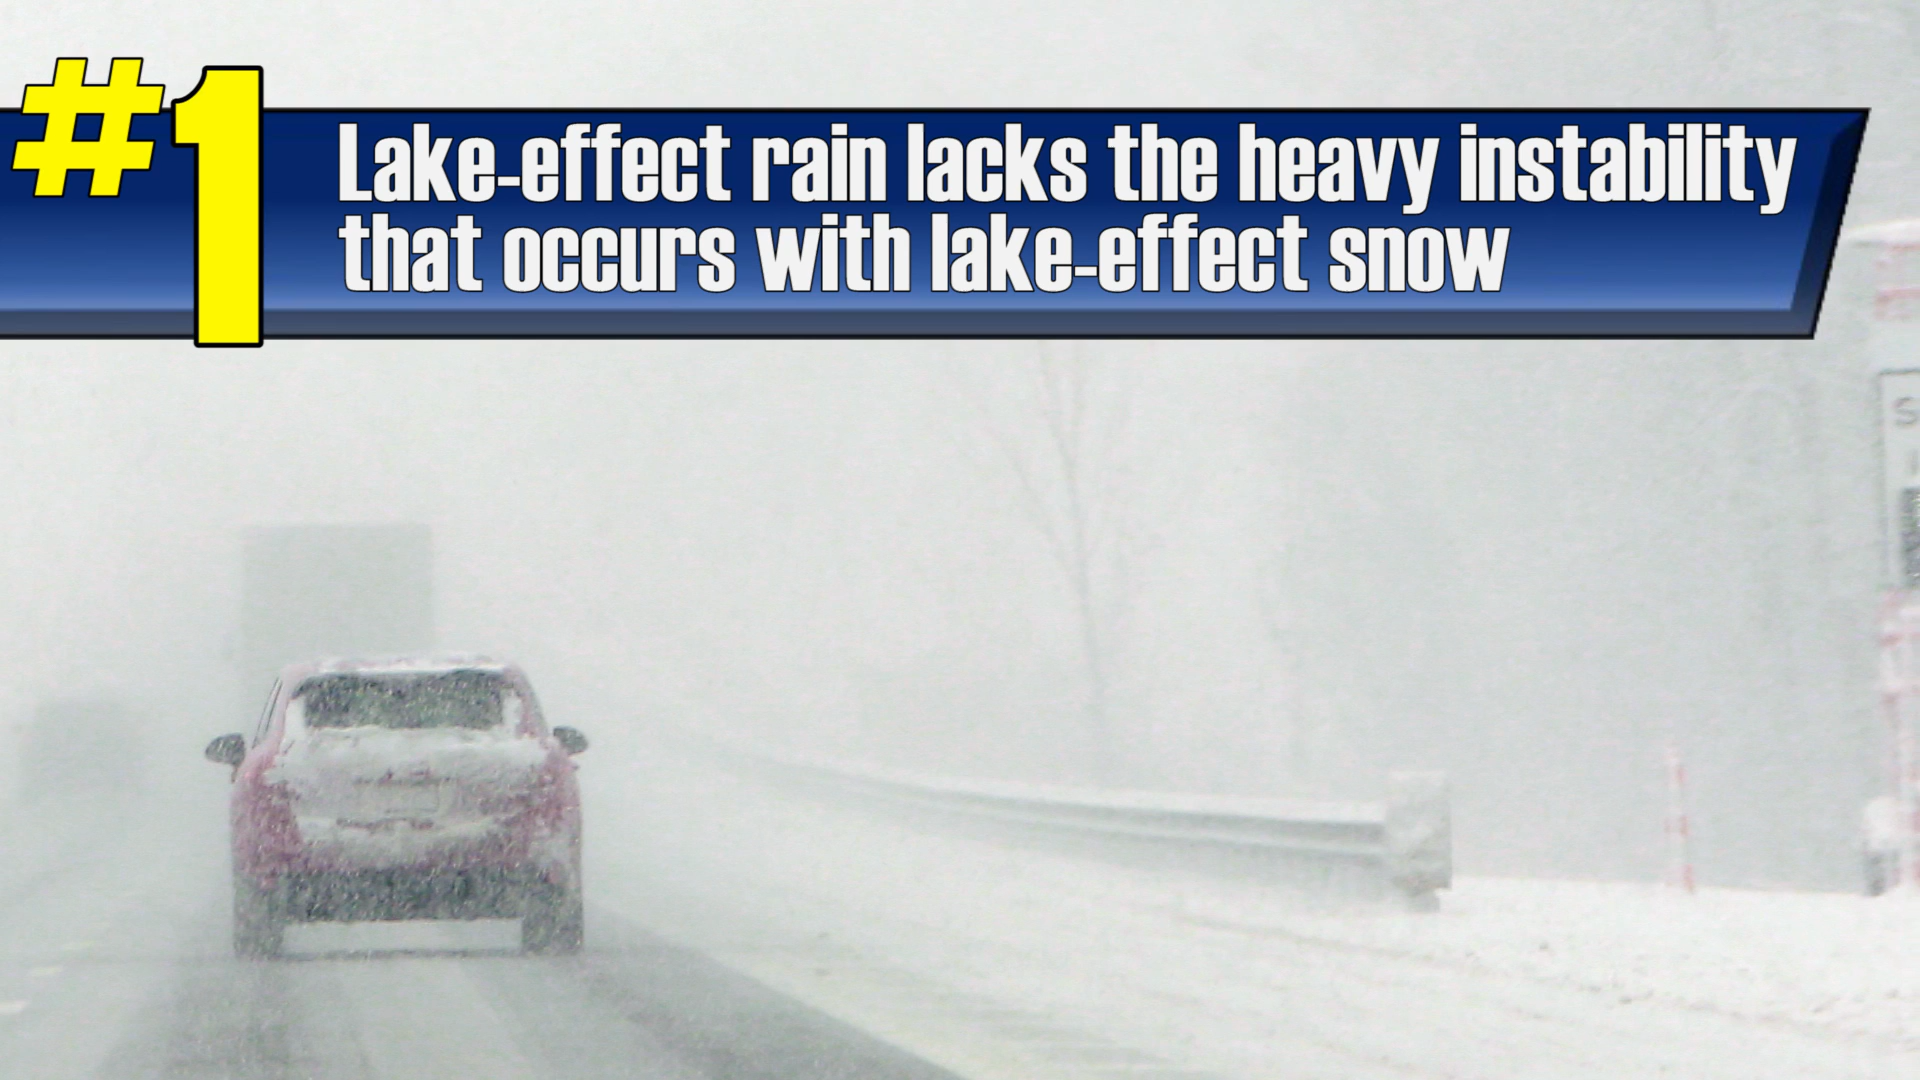 #1
Lake-effect rain lacks the heavy instability
that occurs with lake-effect snow
S